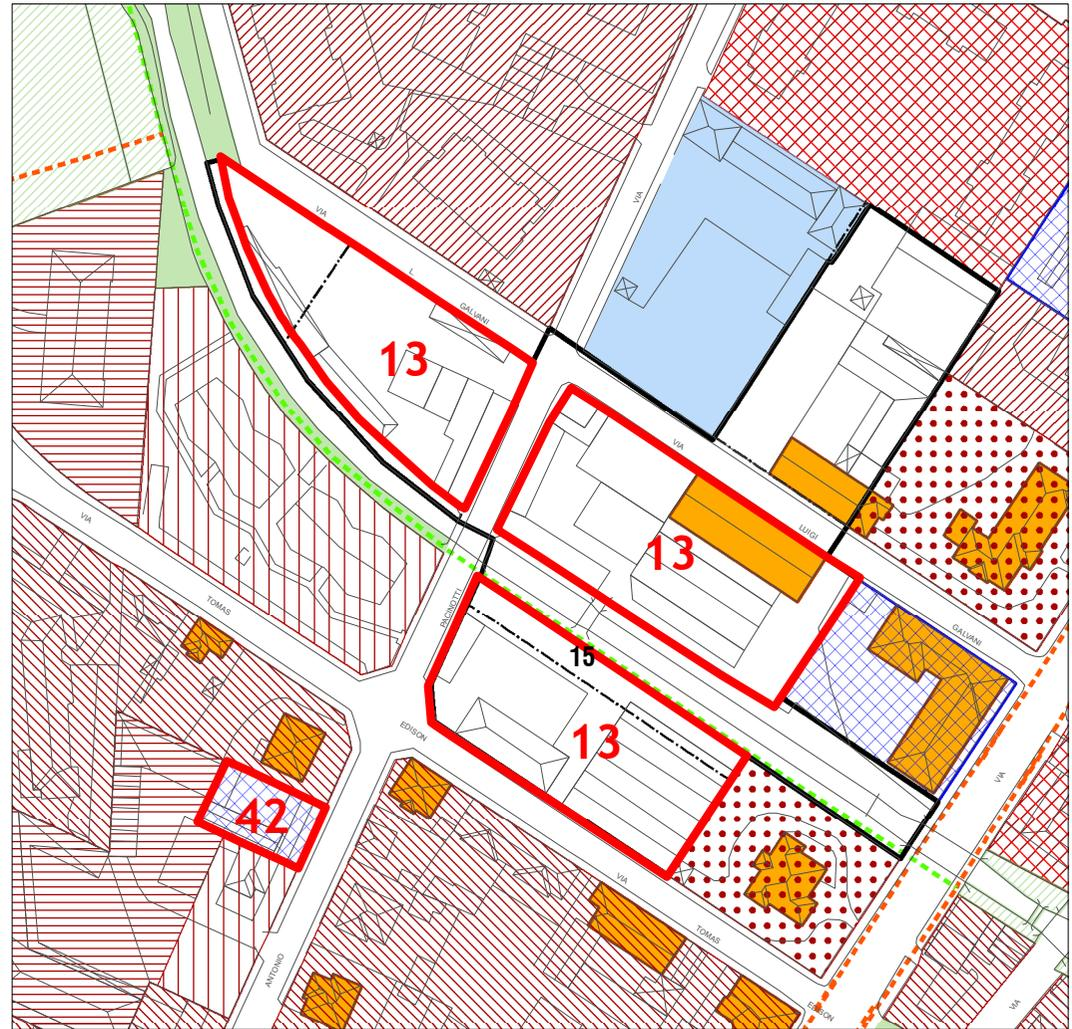 VIA
L
GALVANI
VIA
13
VIA
LUIGI
GALVANI
13
15
13
VIA
TOMAS
PACINOTTI
EDISON
42
VIA
TOMAS
EDISON
ANTONIO
VIA
VIA